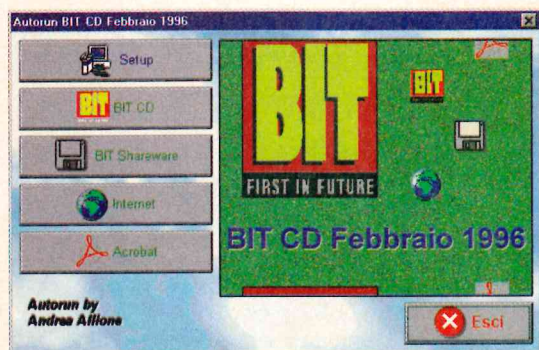 Autorun BIT CD Febbraio 1996
Setup
BIT CD
BIT Shareware
Internet
Acrobat
BIT
FIRST IN FUTURE
BIT
BIT CD Febbraio 1996
Autorun by
Andrea Allione
Esci